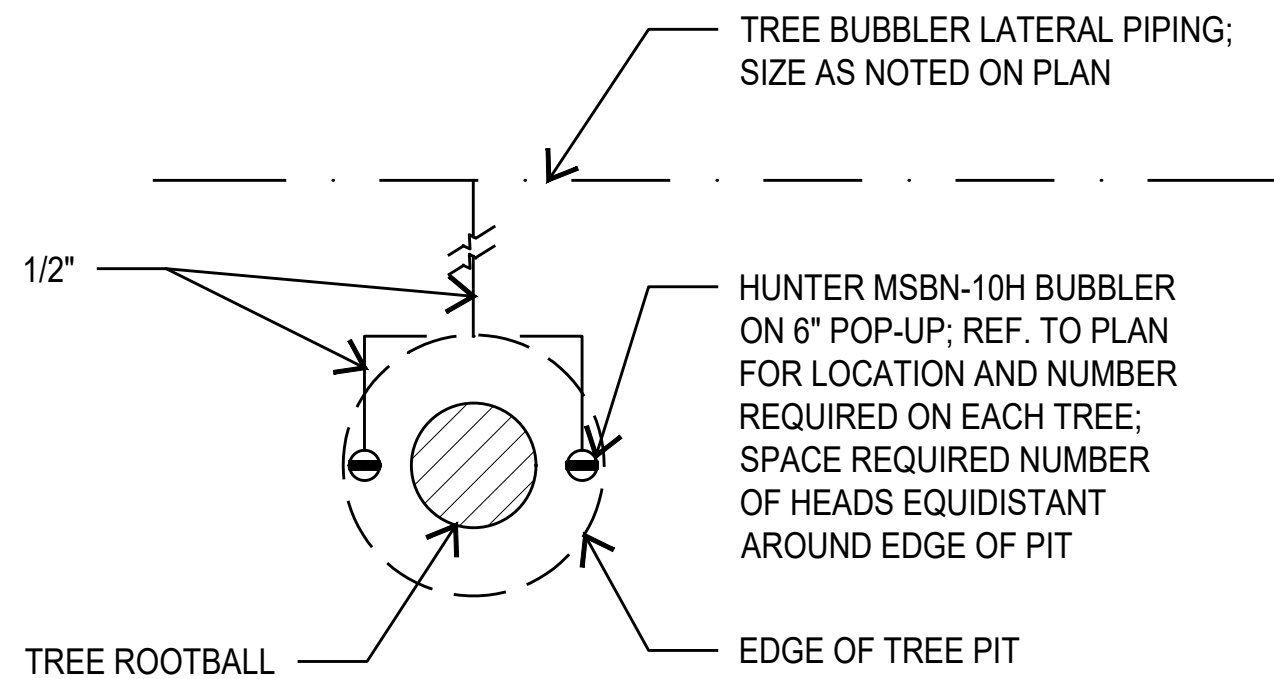 TREE BUBBLER LATERAL PIPING;
SIZE AS NOTED ON PLAN
1/2"
HUNTER MSBN-10H BUBBLER
ON 6" POP-UP; REF. TO PLAN
FOR LOCATION AND NUMBER
REQUIRED ON EACH TREE;
SPACE REQUIRED NUMBER
OF HEADS EQUIDISTANT
AROUND EDGE OF PIT
TREE ROOTBALL
EDGE OF TREE PIT